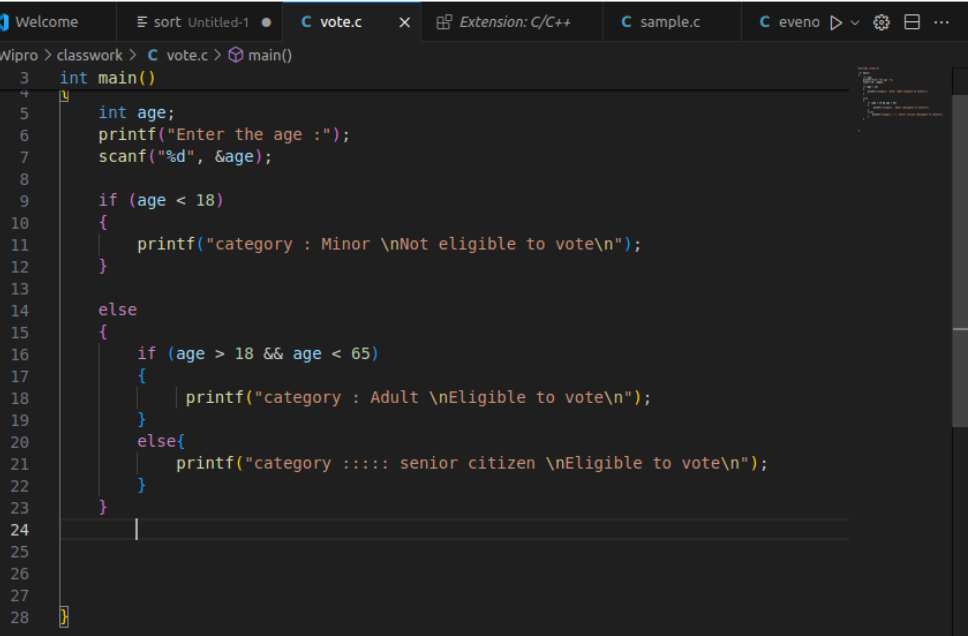 Welcome sort Untitled-1 vote.c Extension: C/C++ C sample.c C eveno
Wipro > classwork > C vote.c > main()
3 int main()
4 {
5 int age;
6 printf("Enter the age :");
7 scanf("%d", &age);
8
9 if (age < 18)
10 {
11 printf("category : Minor \nNot eligible to vote\n");
12 }
13
14 else
15 {
16 if (age > 18 && age < 65)
17 {
18 printf("category : Adult \nEligible to vote\n");
19 }
20 else{
21 printf("category ::::: senior citizen \nEligible to vote\n");
22 }
23 }
24
25
26
27
28 }